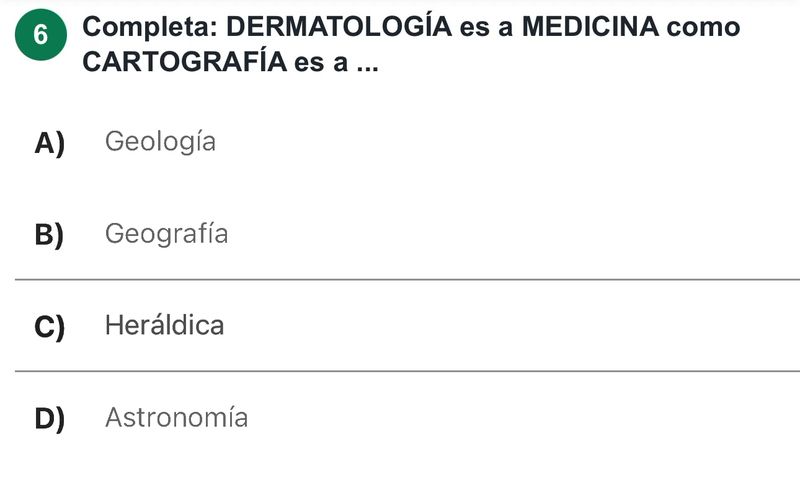 6 Completa: DERMATOLOGÍA es a MEDICINA como
CARTOGRAFÍA es a ...
A) Geología
B) Geografía
C) Heráldica
D) Astronomía